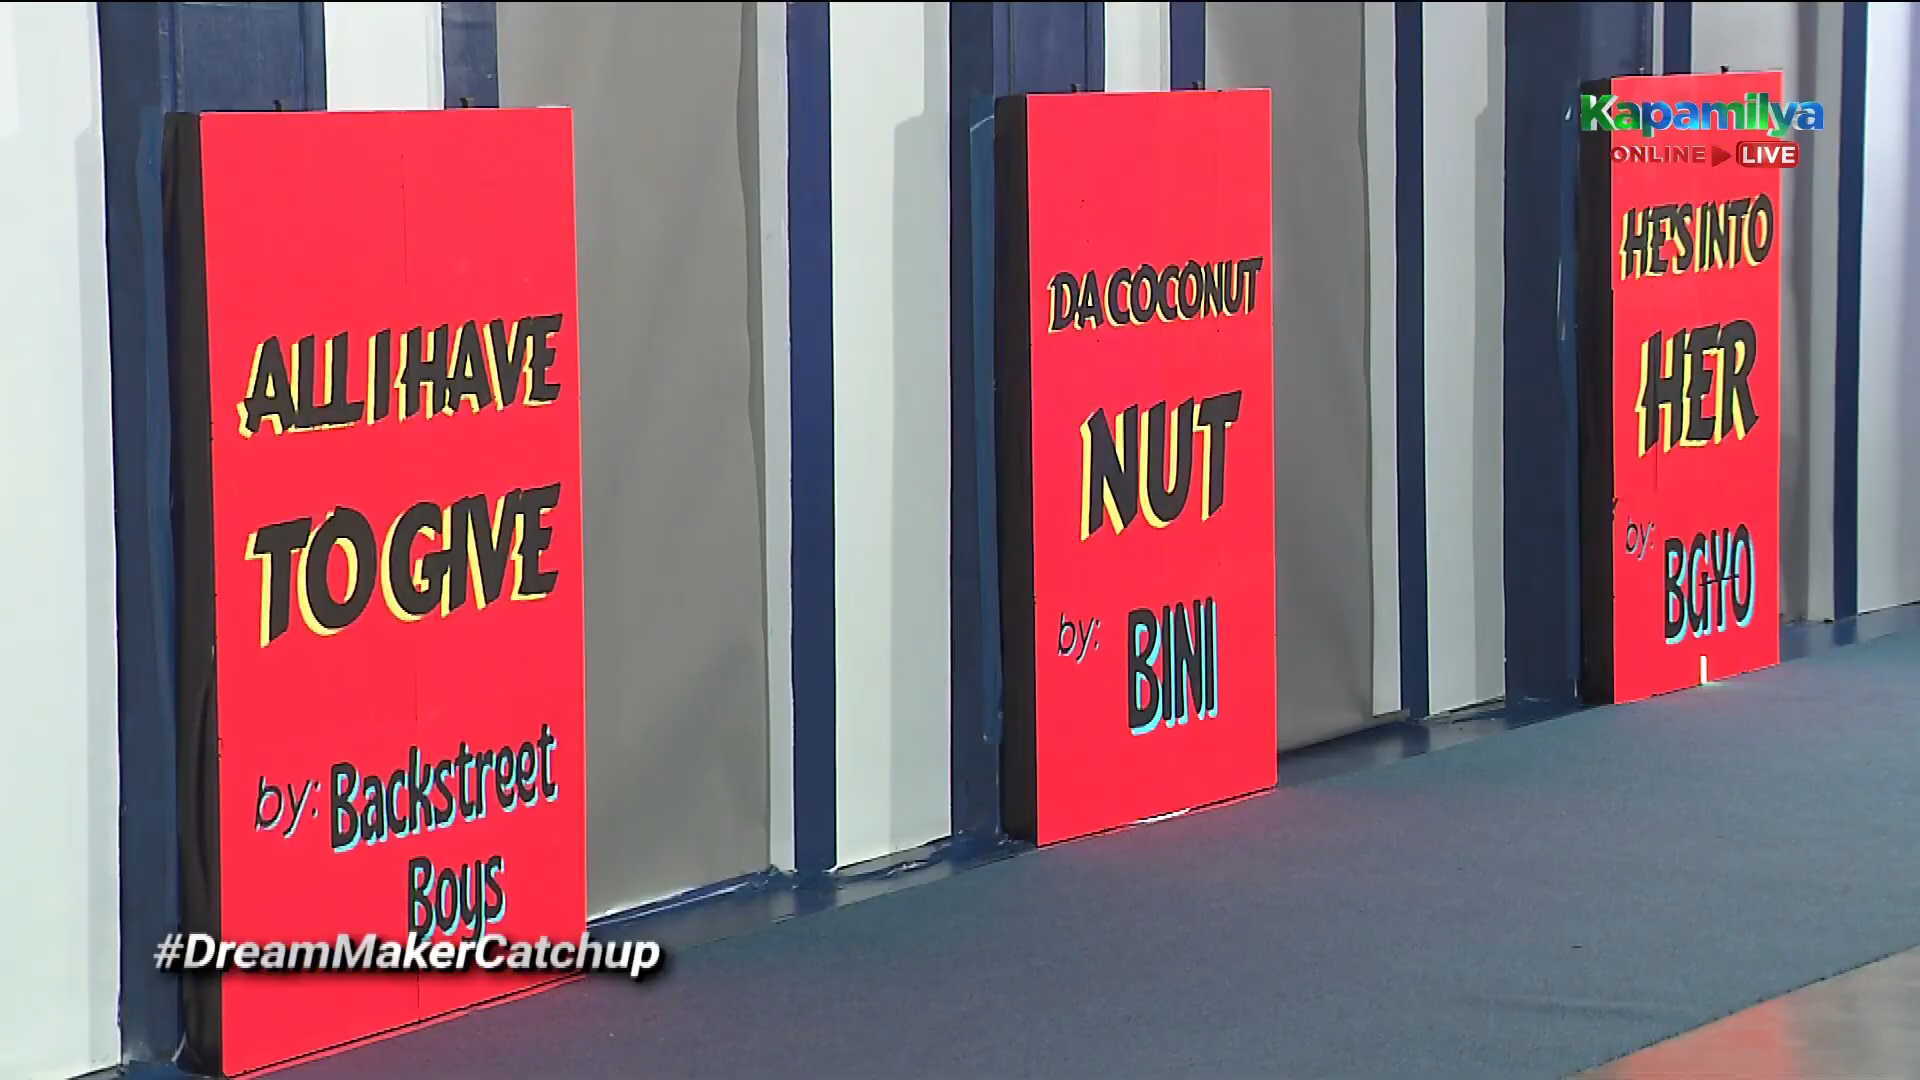 ALL I HAVE
TO GIVE
by: Backstreet
Boys
DA COCONUT
NUT
by: BINI
HE'S INTO
HER
by: BGYO
Kapamilya
ONLINE LIVE
#DreamMakerCatchup